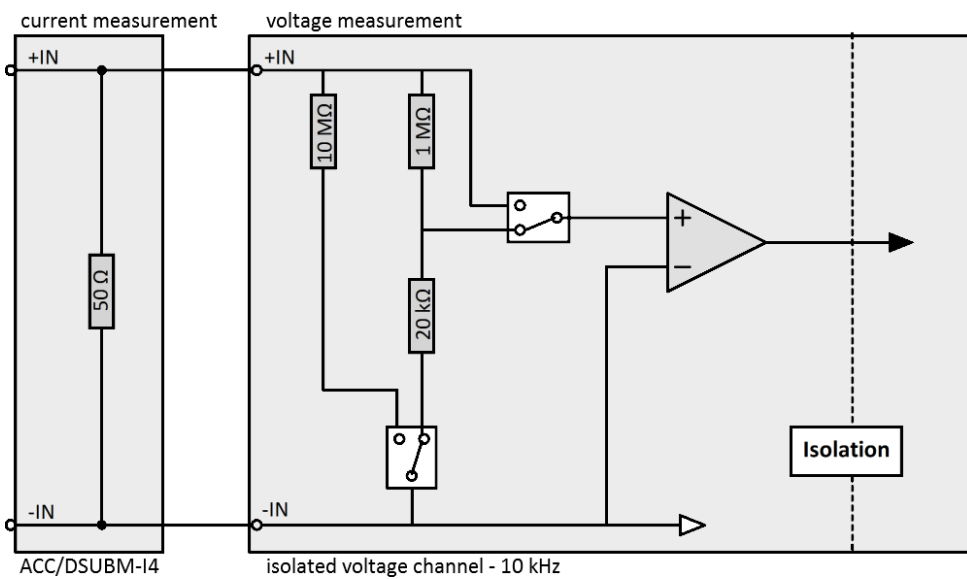 current measurement
voltage measurement
+IN
+IN
10 MΩ
1 MΩ
50 Ω
20 kΩ
+
−
Isolation
-IN
-IN
ACC/DSUBM-I4
isolated voltage channel - 10 kHz